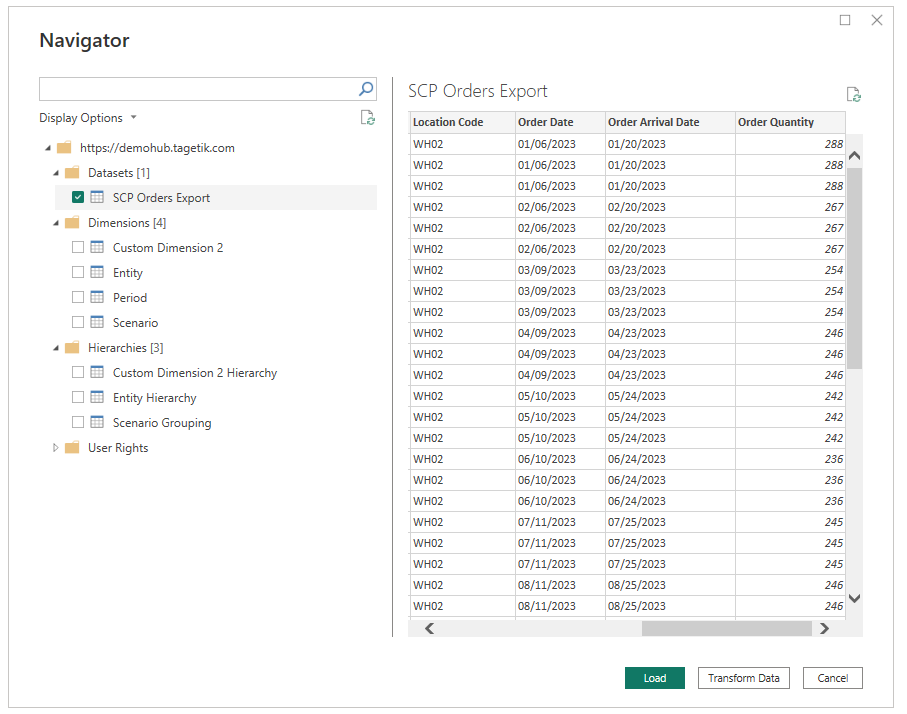 Navigator
Display Options
https://demohub.tagetik.com
Datasets [1]
SCP Orders Export
Dimensions [4]
Custom Dimension 2
Entity
Period
Scenario
Hierarchies [3]
Custom Dimension 2 Hierarchy
Entity Hierarchy
Scenario Grouping
User Rights
SCP Orders Export
Location Code Order Date Order Arrival Date Order Quantity
WH02 01/06/2023 01/20/2023 288
WH02 01/06/2023 01/20/2023 288
WH02 01/06/2023 01/20/2023 288
WH02 02/06/2023 02/20/2023 267
WH02 02/06/2023 02/20/2023 267
WH02 02/06/2023 02/20/2023 267
WH02 03/09/2023 03/23/2023 254
WH02 03/09/2023 03/23/2023 254
WH02 03/09/2023 03/23/2023 254
WH02 04/09/2023 04/23/2023 246
WH02 04/09/2023 04/23/2023 246
WH02 04/09/2023 04/23/2023 246
WH02 05/10/2023 05/24/2023 242
WH02 05/10/2023 05/24/2023 242
WH02 05/10/2023 05/24/2023 242
WH02 06/10/2023 06/24/2023 236
WH02 06/10/2023 06/24/2023 236
WH02 06/10/2023 06/24/2023 236
WH02 07/11/2023 07/25/2023 245
WH02 07/11/2023 07/25/2023 245
WH02 07/11/2023 07/25/2023 245
WH02 08/11/2023 08/25/2023 246
WH02 08/11/2023 08/25/2023 246
Load Transform Data Cancel